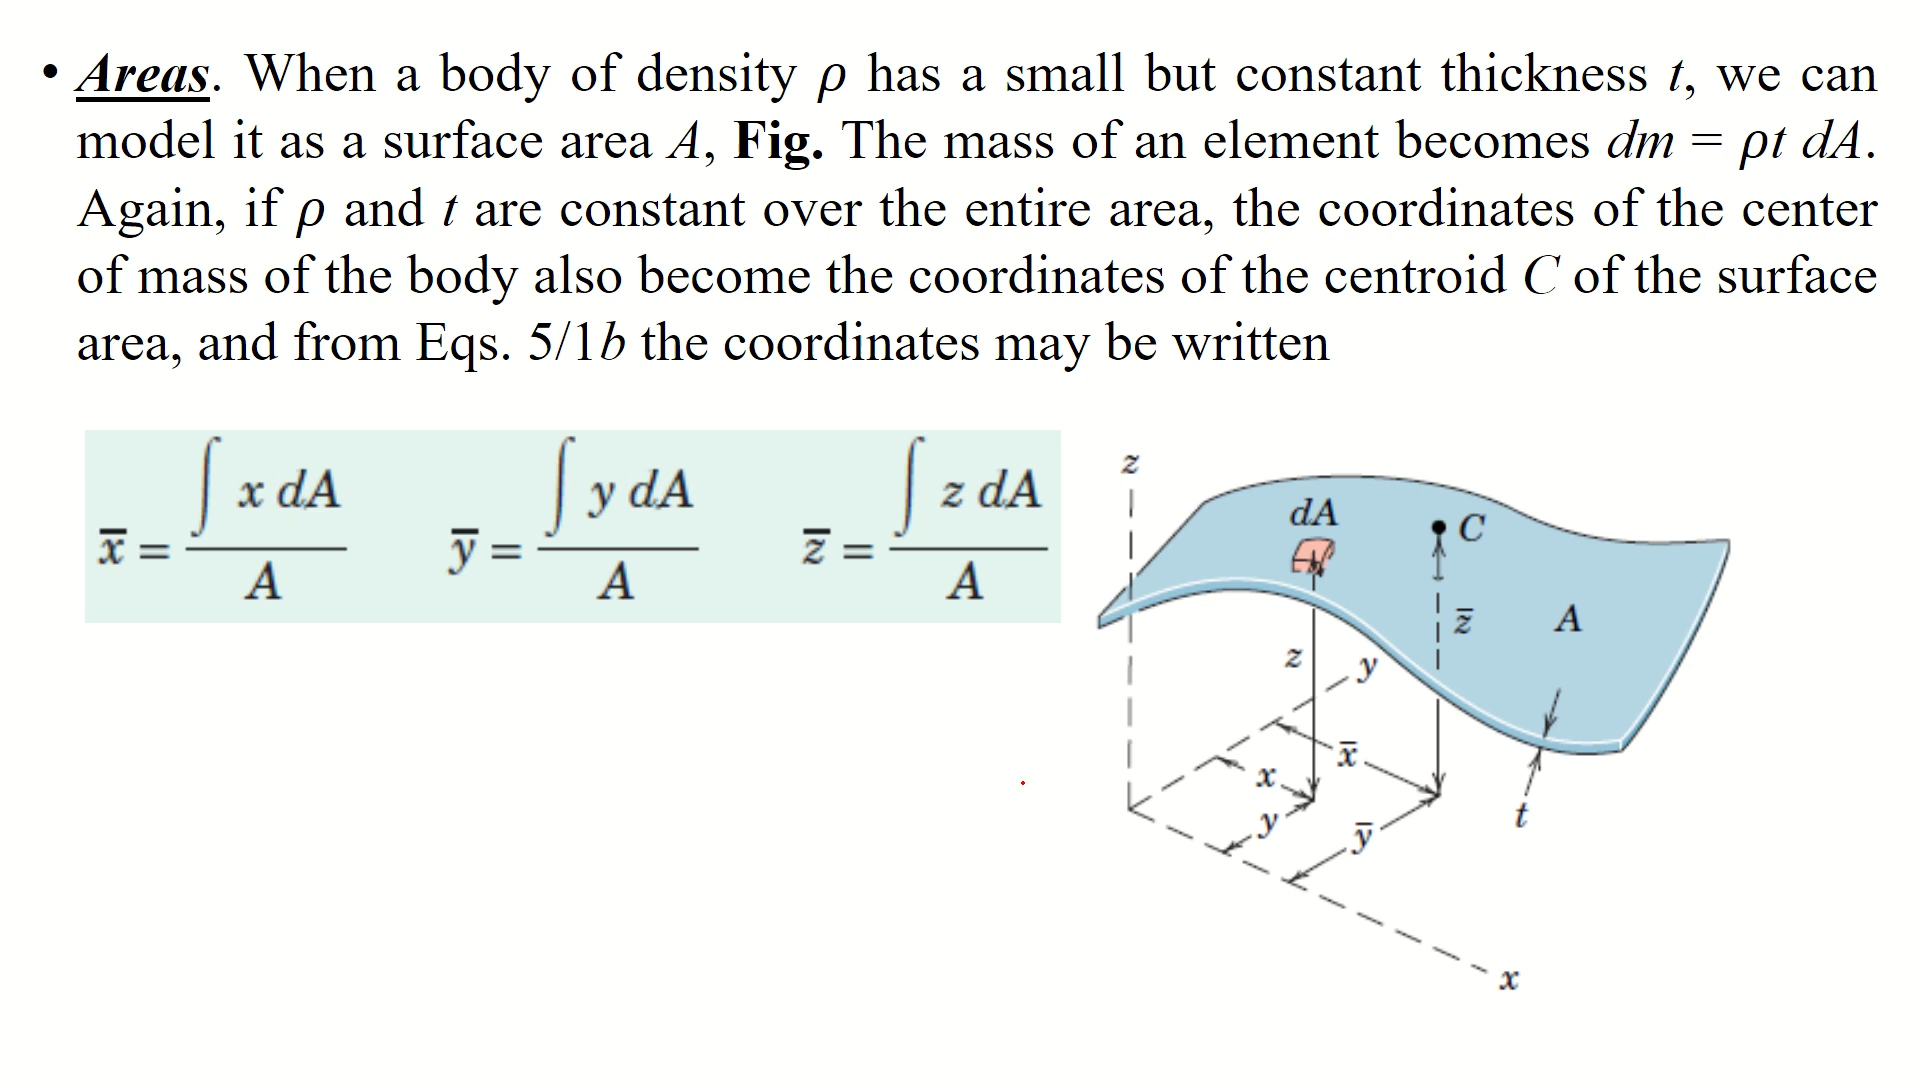 • Areas. When a body of density ρ has a small but constant thickness t, we can
model it as a surface area A, Fig. The mass of an element becomes dm = ρt dA.
Again, if ρ and t are constant over the entire area, the coordinates of the center
of mass of the body also become the coordinates of the centroid C of the surface
area, and from Eqs. 5/1b the coordinates may be written
x̄ = ∫ x dA / A    ȳ = ∫ y dA / A    z̄ = ∫ z dA / A
z
dA
C
z̄
A
z
y
x̄
x
y
ȳ
t
x